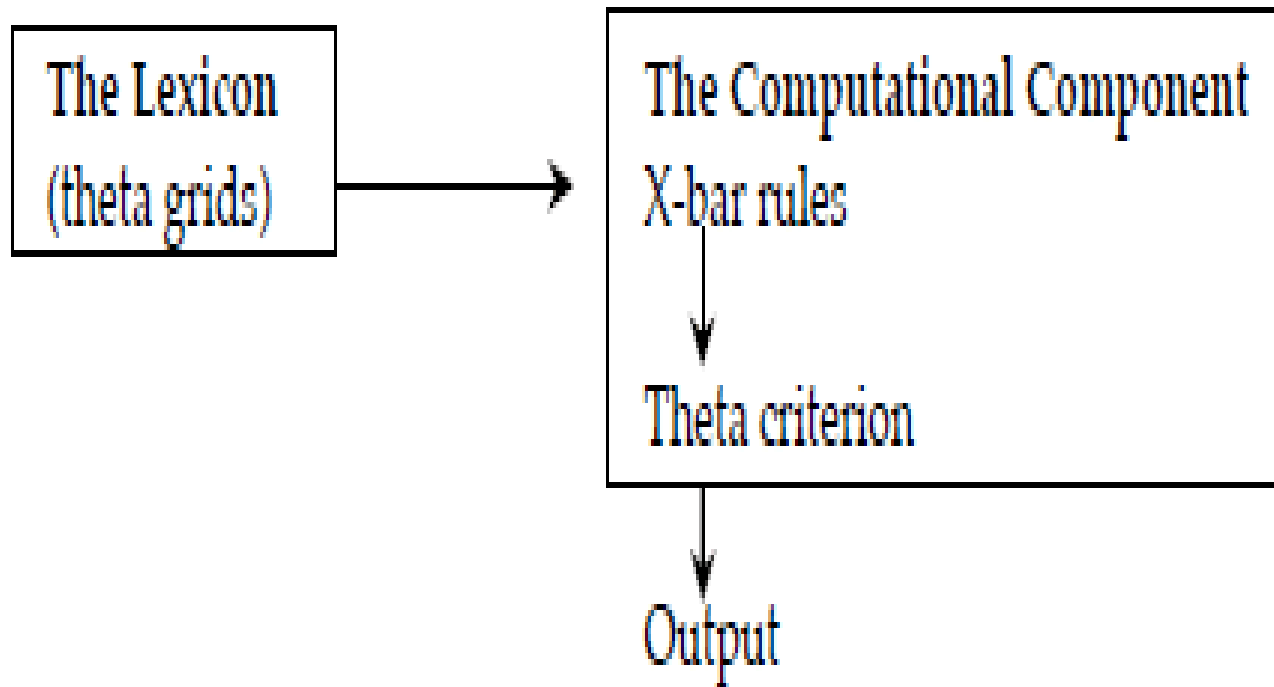 The Lexicon
(theta grids)
The Computational Component
X-bar rules
Theta criterion
Output